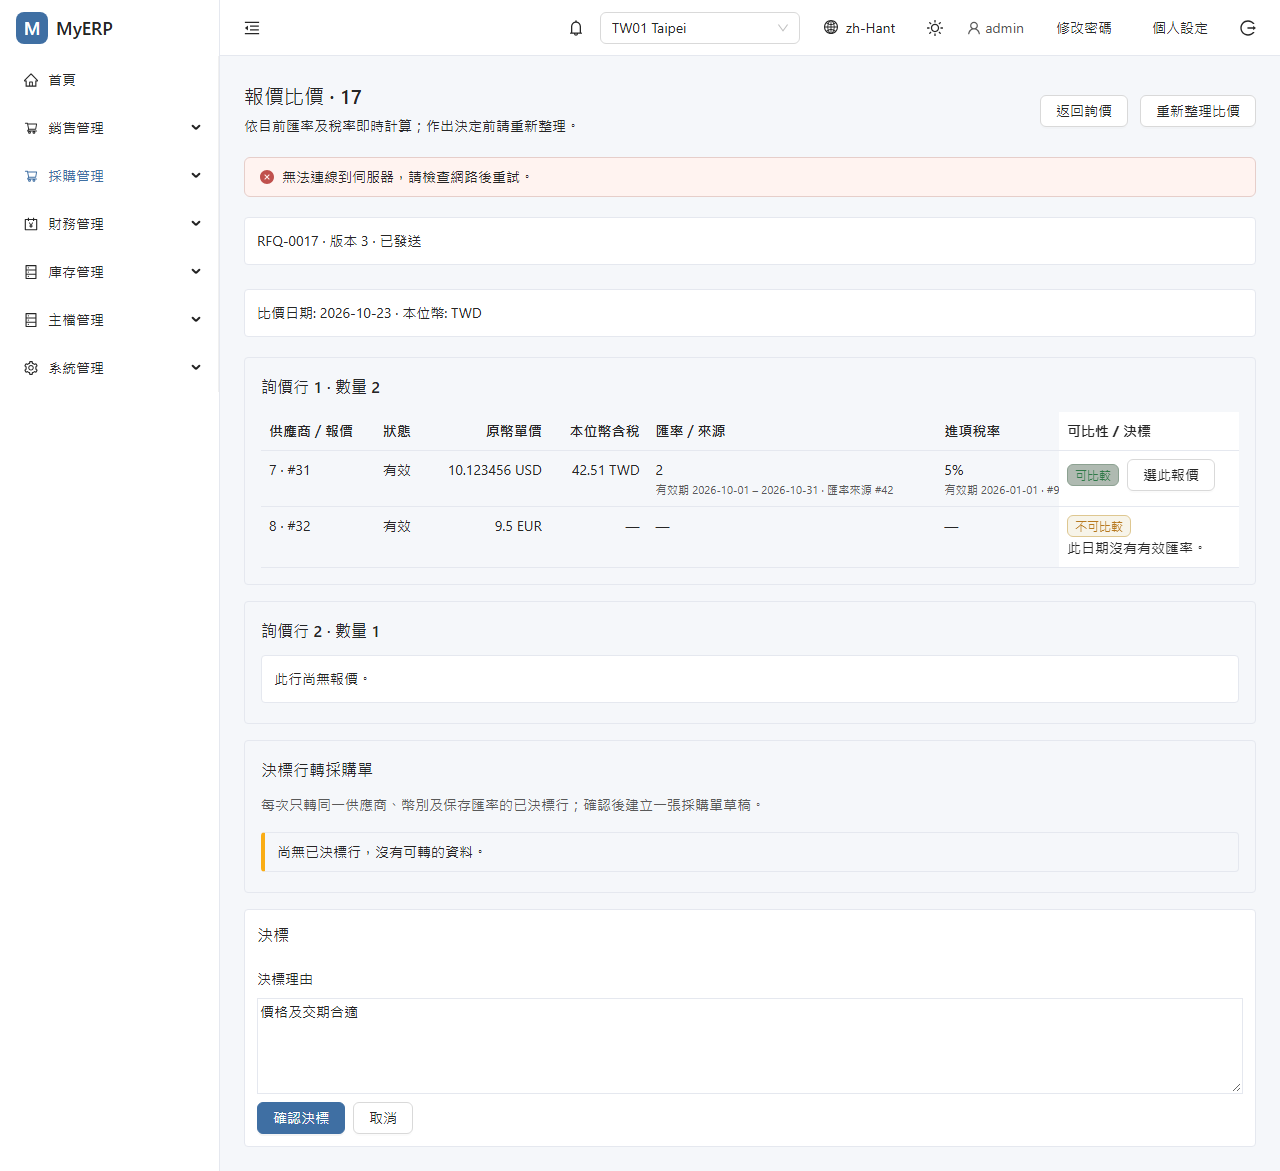 M MyERP
TW01 Taipei
zh-Hant
admin
修改密碼
個人設定
首頁
銷售管理
採購管理
財務管理
庫存管理
主檔管理
系統管理
報價比價 · 17
依目前匯率及稅率即時計算；作出決定前請重新整理。
返回詢價
重新整理比價
無法連線到伺服器，請檢查網路後重試。
RFQ-0017 · 版本 3 · 已發送
比價日期: 2026-10-23 · 本位幣: TWD
詢價行 1 · 數量 2
供應商 / 報價 狀態 原幣單價 本位幣含稅 匯率 / 來源 進項稅率 可比性 / 決標
7 · #31 有效 10.123456 USD 42.51 TWD 2 5% 可比較 選此報價
有效期 2026-10-01 – 2026-10-31 · 匯率來源 #42 有效期 2026-01-01 · #9
8 · #32 有效 9.5 EUR — — — 不可比較
此日期沒有有效匯率。
詢價行 2 · 數量 1
此行尚無報價。
決標行轉採購單
每次只轉同一供應商、幣別及保存匯率的已決標行；確認後建立一張採購單草稿。
尚無已決標行，沒有可轉的資料。
決標
決標理由
價格及交期合適
確認決標
取消